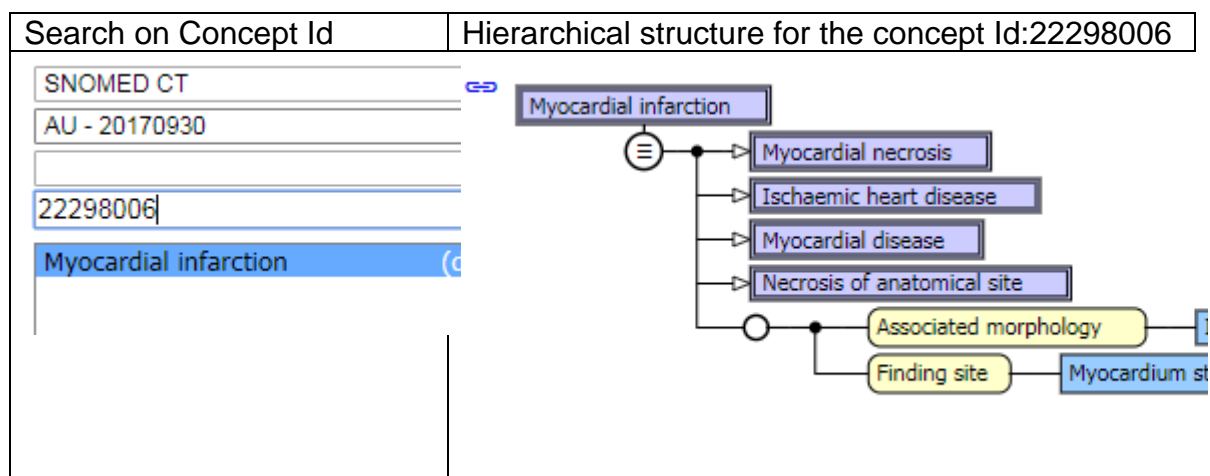 Search on Concept Id
Hierarchical structure for the concept Id:22298006
SNOMED CT
AU - 20170930
22298006
Myocardial infarction
Myocardial infarction
Myocardial necrosis
Ischaemic heart disease
Myocardial disease
Necrosis of anatomical site
Associated morphology
Finding site
Myocardium